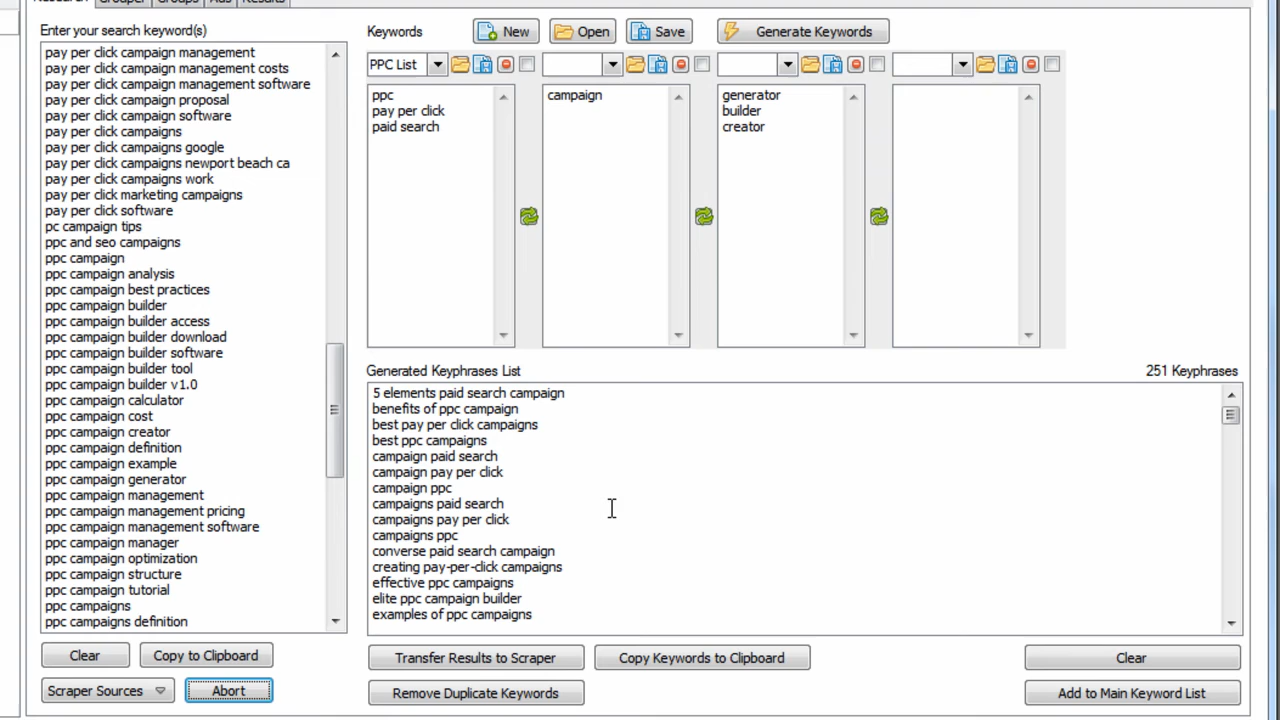 Research Grouper Groups Ads Results
Enter your search keyword(s)
pay per click campaign management
pay per click campaign management costs
pay per click campaign management software
pay per click campaign proposal
pay per click campaign software
pay per click campaigns
pay per click campaigns google
pay per click campaigns newport beach ca
pay per click campaigns work
pay per click marketing campaigns
pay per click software
pc campaign tips
ppc and seo campaigns
ppc campaign
ppc campaign analysis
ppc campaign best practices
ppc campaign builder
ppc campaign builder access
ppc campaign builder download
ppc campaign builder software
ppc campaign builder tool
ppc campaign builder v1.0
ppc campaign calculator
ppc campaign cost
ppc campaign creator
ppc campaign definition
ppc campaign example
ppc campaign generator
ppc campaign management
ppc campaign management pricing
ppc campaign management software
ppc campaign manager
ppc campaign optimization
ppc campaign structure
ppc campaign tutorial
ppc campaigns
ppc campaigns definition
Clear
Copy to Clipboard
Scraper Sources
Abort
Keywords
New
Open
Save
Generate Keywords
PPC List
ppc
pay per click
paid search
campaign
generator
builder
creator
Generated Keyphrases List
251 Keyphrases
5 elements paid search campaign
benefits of ppc campaign
best pay per click campaigns
best ppc campaigns
campaign paid search
campaign pay per click
campaign ppc
campaigns paid search
campaigns pay per click
campaigns ppc
converse paid search campaign
creating pay-per-click campaigns
effective ppc campaigns
elite ppc campaign builder
examples of ppc campaigns
Transfer Results to Scraper
Copy Keywords to Clipboard
Clear
Remove Duplicate Keywords
Add to Main Keyword List